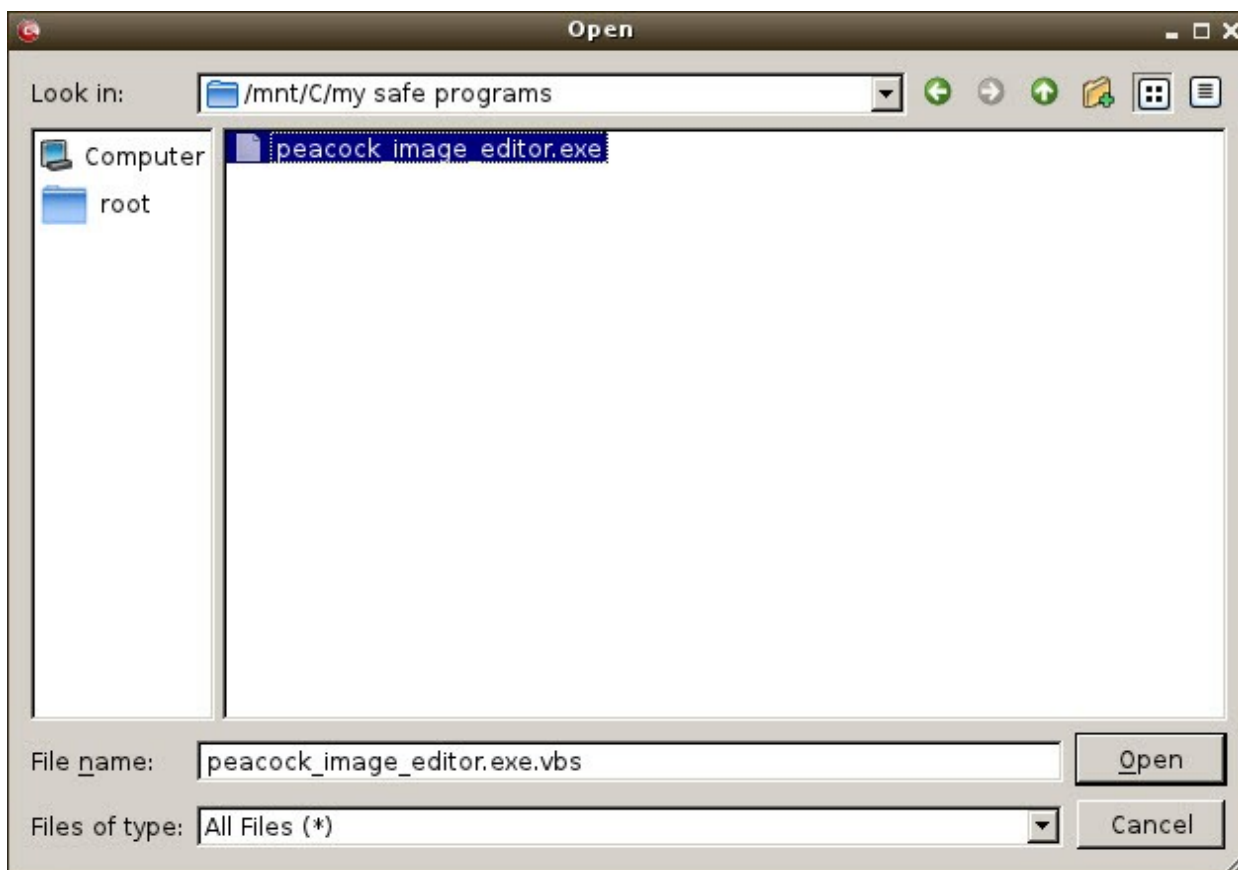 Open
Look in: /mnt/C/my safe programs
Computer
root
peacock_image_editor.exe
File name: peacock_image_editor.exe.vbs
Open
Files of type: All Files (*)
Cancel